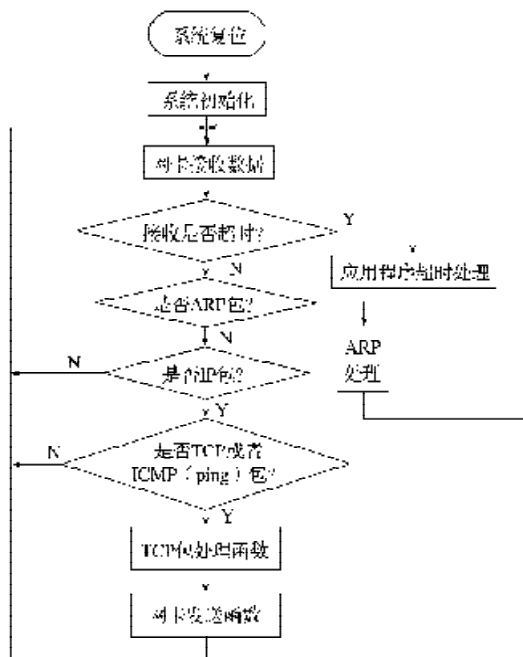 系统复位
系统初始化
网卡接收数据
接收是否超时?
Y
N
应用程序超时处理
是否ARP包?
N
ARP
处理
N
是否IP包?
Y
N
是否TCP或者
ICMP（ping）包?
Y
TCP包处理函数
网卡发送函数